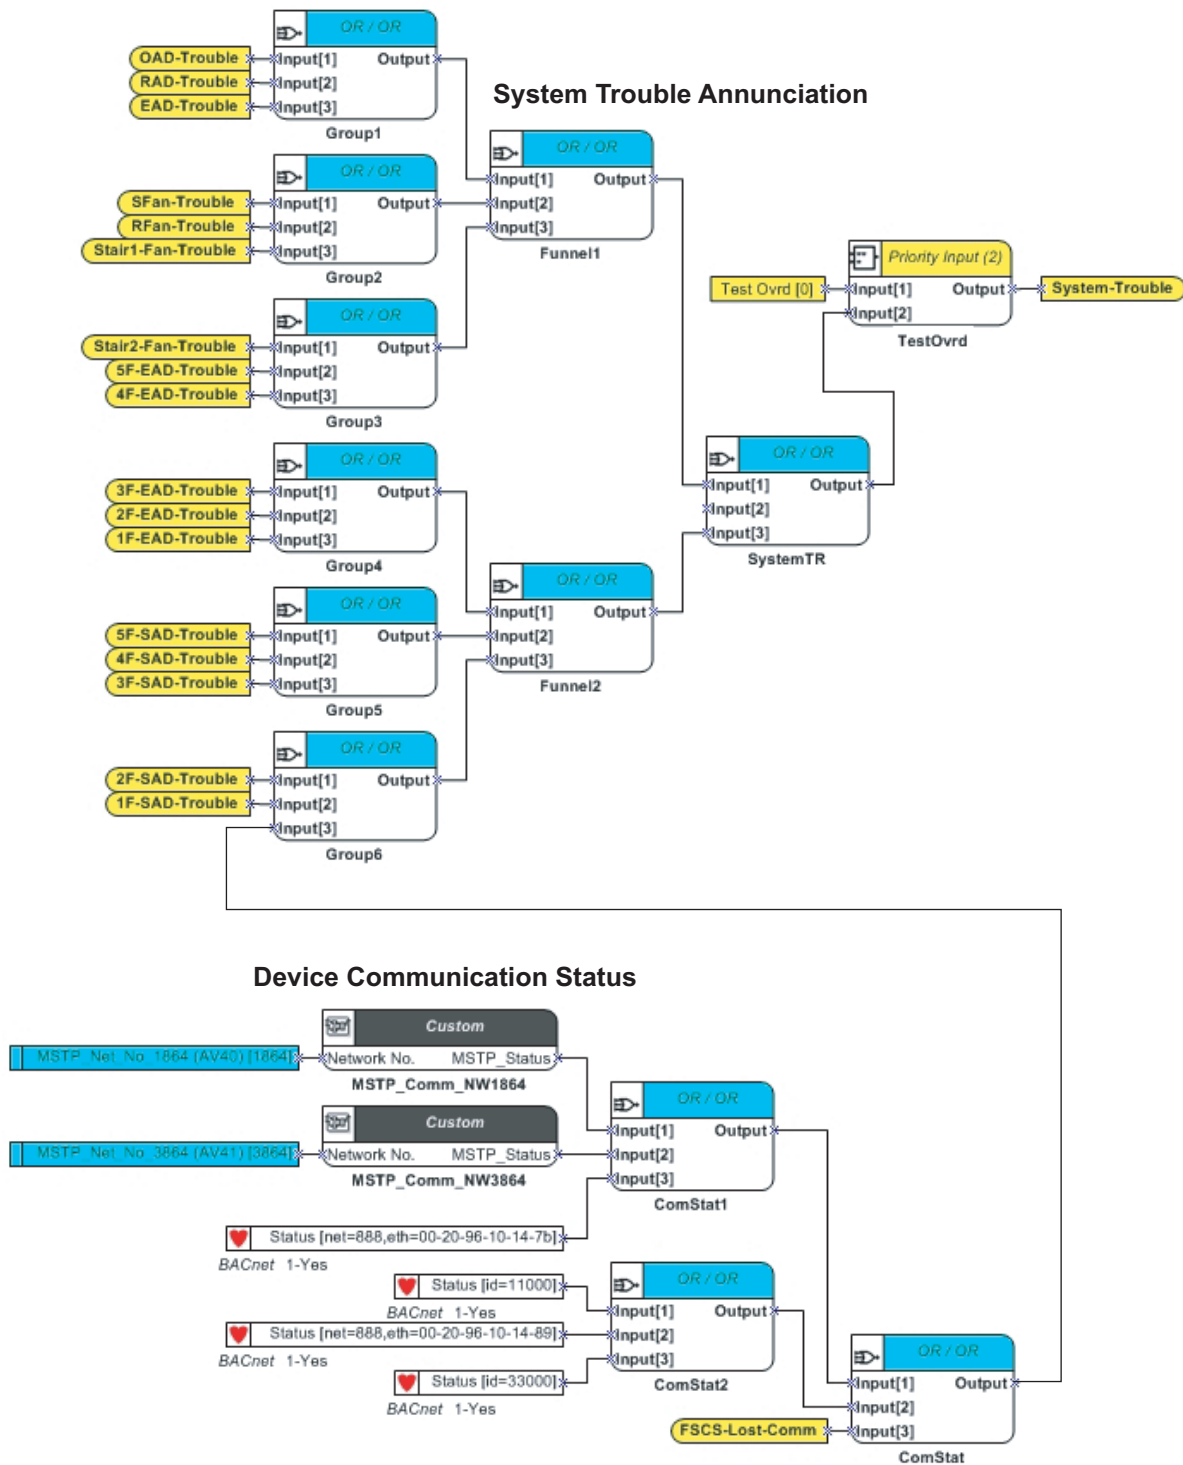 OR / OR
OAD-Trouble Input[1] Output
RAD-Trouble Input[2]
EAD-Trouble Input[3]
Group1
System Trouble Annunciation
OR / OR
SFan-Trouble Input[1] Output
RFan-Trouble Input[2]
Stair1-Fan-Trouble Input[3]
Group2
OR / OR
Input[1] Output
Input[2]
Input[3]
Funnel1
OR / OR
Stair2-Fan-Trouble Input[1] Output
5F-EAD-Trouble Input[2]
4F-EAD-Trouble Input[3]
Group3
Priority Input (2)
Test Ovrd [0] Input[1] Output System-Trouble
Input[2]
TestOvrd
OR / OR
3F-EAD-Trouble Input[1] Output
2F-EAD-Trouble Input[2]
1F-EAD-Trouble Input[3]
Group4
OR / OR
Input[1] Output
Input[2]
Input[3]
SystemTR
OR / OR
5F-SAD-Trouble Input[1] Output
4F-SAD-Trouble Input[2]
3F-SAD-Trouble Input[3]
Group5
OR / OR
Input[1] Output
Input[2]
Input[3]
Funnel2
OR / OR
2F-SAD-Trouble Input[1] Output
1F-SAD-Trouble Input[2]
Input[3]
Group6
Device Communication Status
Custom
MSTP_Net_No_1864 (AV40) [1864] Network No. MSTP_Status
MSTP_Comm_NW1864
Custom
MSTP_Net_No_3864 (AV41) [3864] Network No. MSTP_Status
MSTP_Comm_NW3864
OR / OR
Input[1] Output
Input[2]
Input[3]
ComStat1
Status [net=888,eth=00-20-96-10-14-7b]
BACnet 1-Yes
Status [id=11000]
BACnet 1-Yes
Status [net=888,eth=00-20-96-10-14-89]
BACnet 1-Yes
Status [id=33000]
BACnet 1-Yes
OR / OR
Input[1] Output
Input[2]
Input[3]
ComStat2
OR / OR
Input[1] Output
Input[2]
FSCS-Lost-Comm Input[3]
ComStat